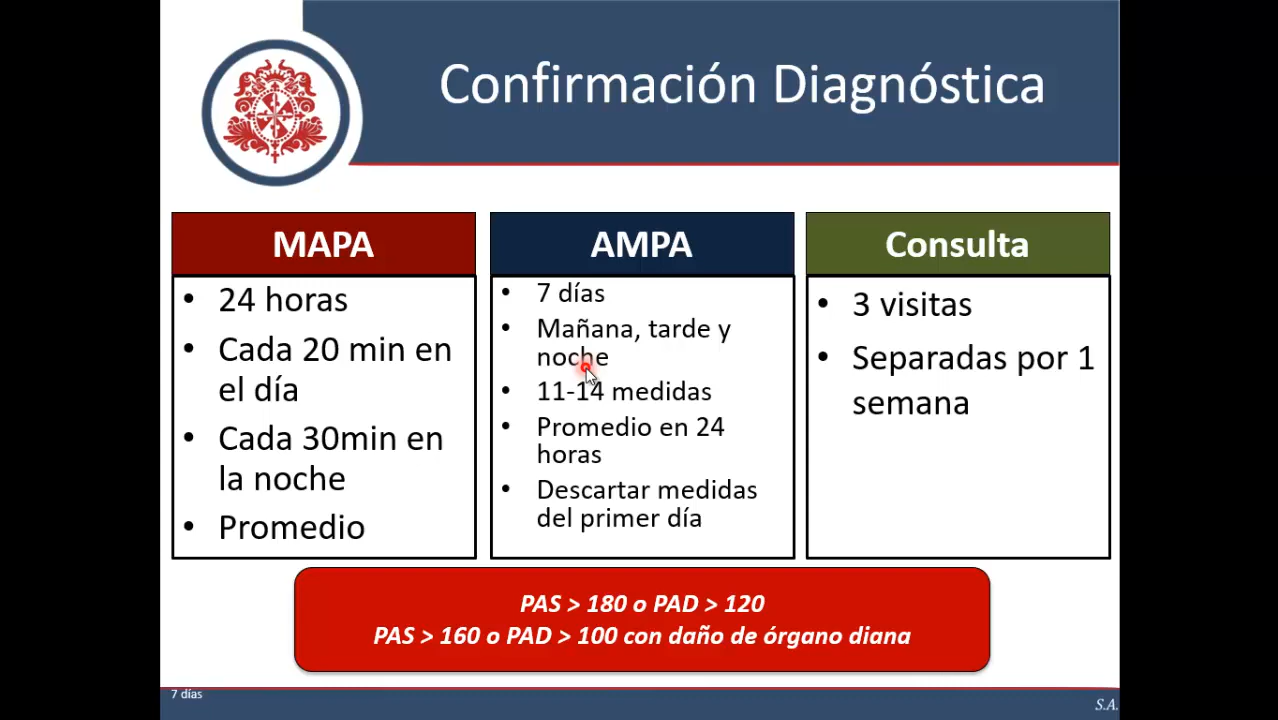 Confirmación Diagnóstica
MAPA
• 24 horas
• Cada 20 min en
el día
• Cada 30min en
la noche
• Promedio
AMPA
• 7 días
• Mañana, tarde y
noche
• 11-14 medidas
• Promedio en 24
horas
• Descartar medidas
del primer día
Consulta
• 3 visitas
• Separadas por 1
semana
PAS > 180 o PAD > 120
PAS > 160 o PAD > 100 con daño de órgano diana
7 días
S.A.